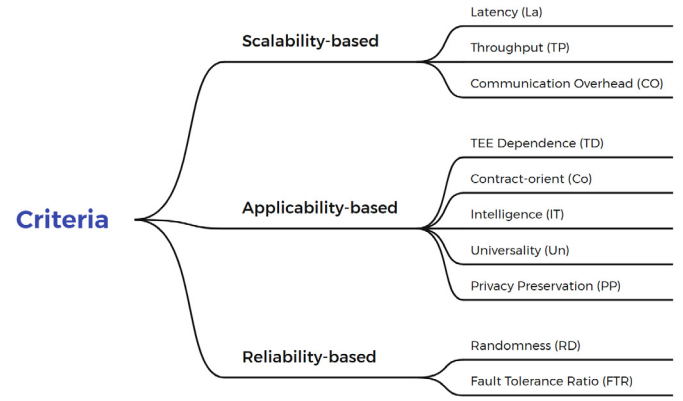 Criteria
Scalability-based
Latency (La)
Throughput (TP)
Communication Overhead (CO)
Applicability-based
TEE Dependence (TD)
Contract-orient (Co)
Intelligence (IT)
Universality (Un)
Privacy Preservation (PP)
Reliability-based
Randomness (RD)
Fault Tolerance Ratio (FTR)